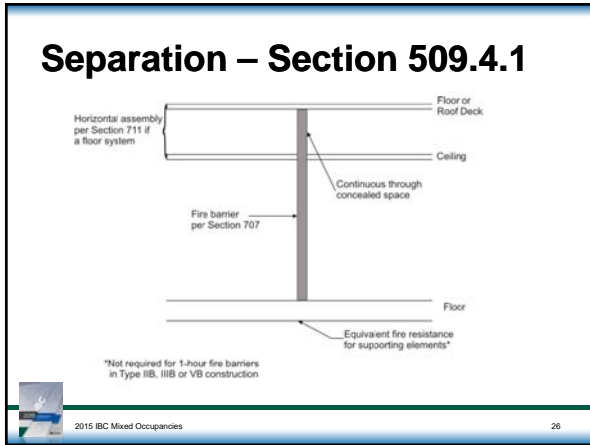 Separation – Section 509.4.1
Floor or
Roof Deck
Horizontal assembly
per Section 711 if
a floor system
Ceiling
Continuous through
concealed space
Fire barrier
per Section 707
Floor
Equivalent fire resistance
for supporting elements*
*Not required for 1-hour fire barriers
in Type IIB, IIIB or VB construction
IBC
2015 IBC Mixed Occupancies
26